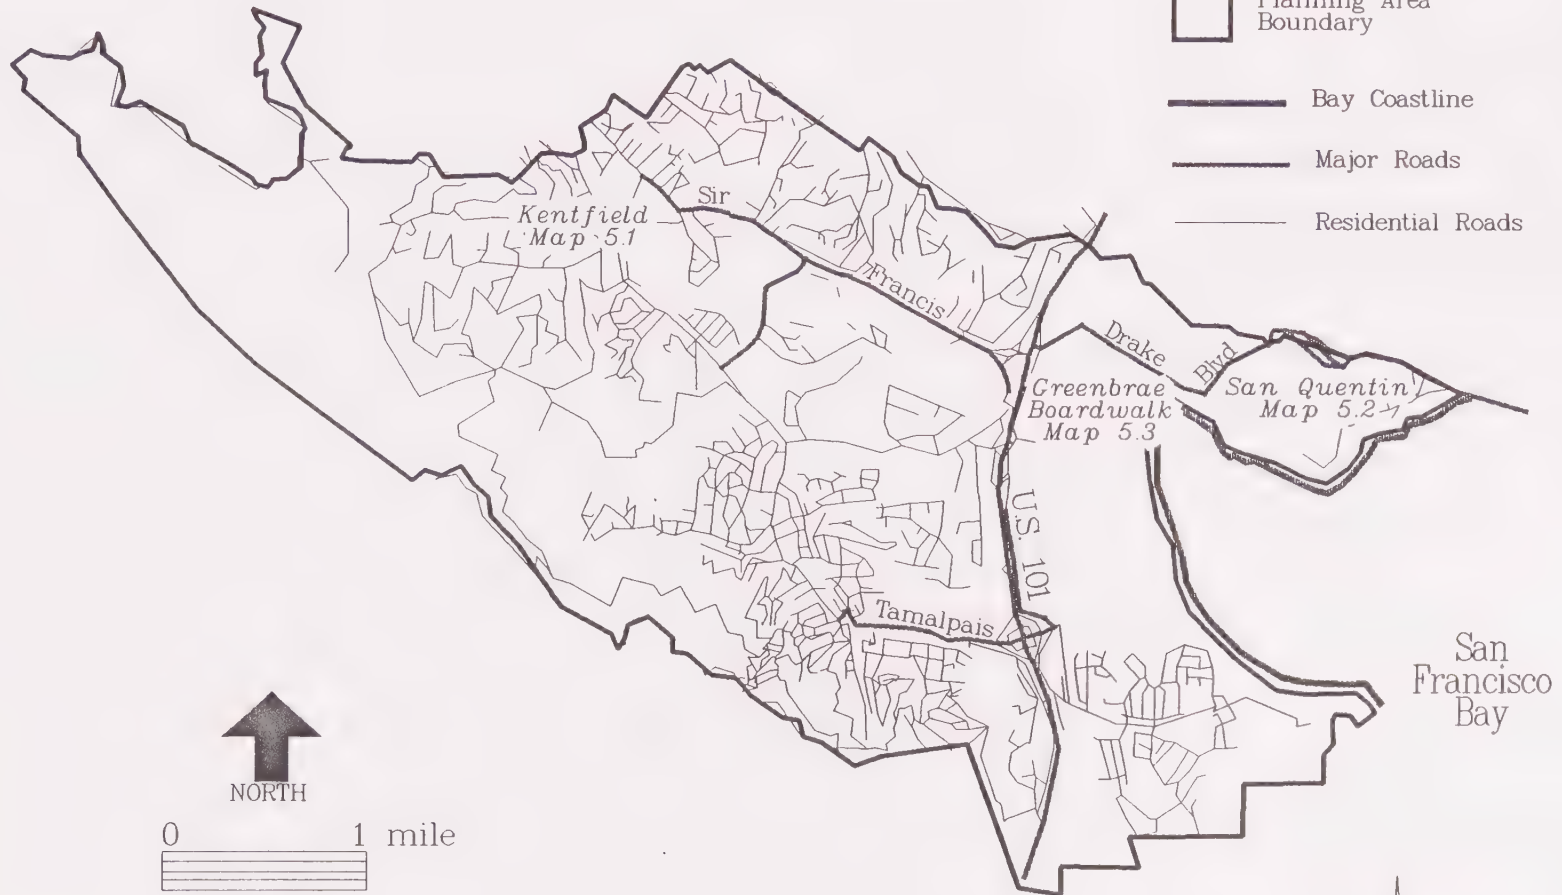 Planning Area
Boundary
Bay Coastline
Major Roads
Residential Roads
Sir
Francis
Drake
Blvd
Kentfield
Map 5.1
Greenbrae
Boardwalk
Map 5.3
San Quentin
Map 5.2
U.S. 101
Tamalpais
San
Francisco
Bay
NORTH
0 1 mile